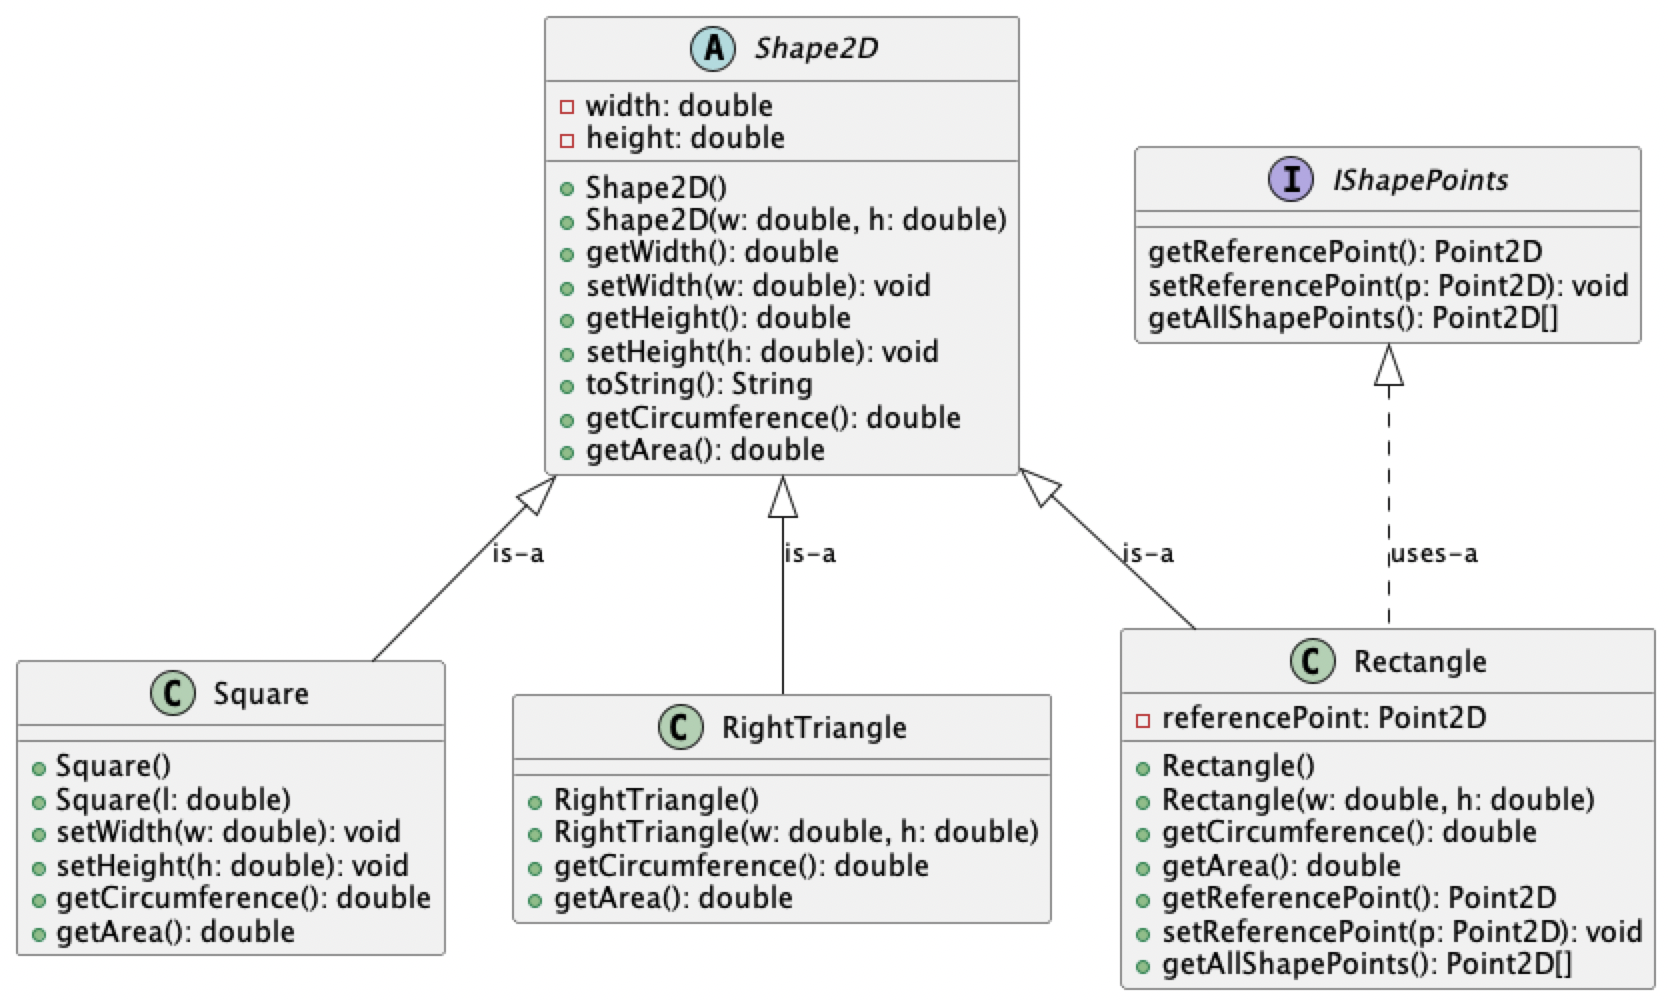 A Shape2D
width: double
height: double
Shape2D()
Shape2D(w: double, h: double)
getWidth(): double
setWidth(w: double): void
getHeight(): double
setHeight(h: double): void
toString(): String
getCircumference(): double
getArea(): double
I IShapePoints
getReferencePoint(): Point2D
setReferencePoint(p: Point2D): void
getAllShapePoints(): Point2D[]
is-a
is-a
is-a
uses-a
C Square
Square()
Square(l: double)
setWidth(w: double): void
setHeight(h: double): void
getCircumference(): double
getArea(): double
C RightTriangle
RightTriangle()
RightTriangle(w: double, h: double)
getCircumference(): double
getArea(): double
C Rectangle
referencePoint: Point2D
Rectangle()
Rectangle(w: double, h: double)
getCircumference(): double
getArea(): double
getReferencePoint(): Point2D
setReferencePoint(p: Point2D): void
getAllShapePoints(): Point2D[]